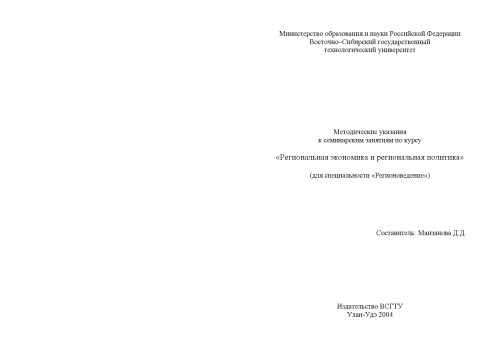 Министерство образования и науки Российской Федерации
Восточно–Сибирский государственный
технологический университет
Методические указания
к семинарским занятиям по курсу
«Региональная экономика и региональная политика»
(для специальности «Регионоведение»)
Составитель: Манзанова Д.Д.
Издательство ВСГТУ
Улан-Удэ 2004